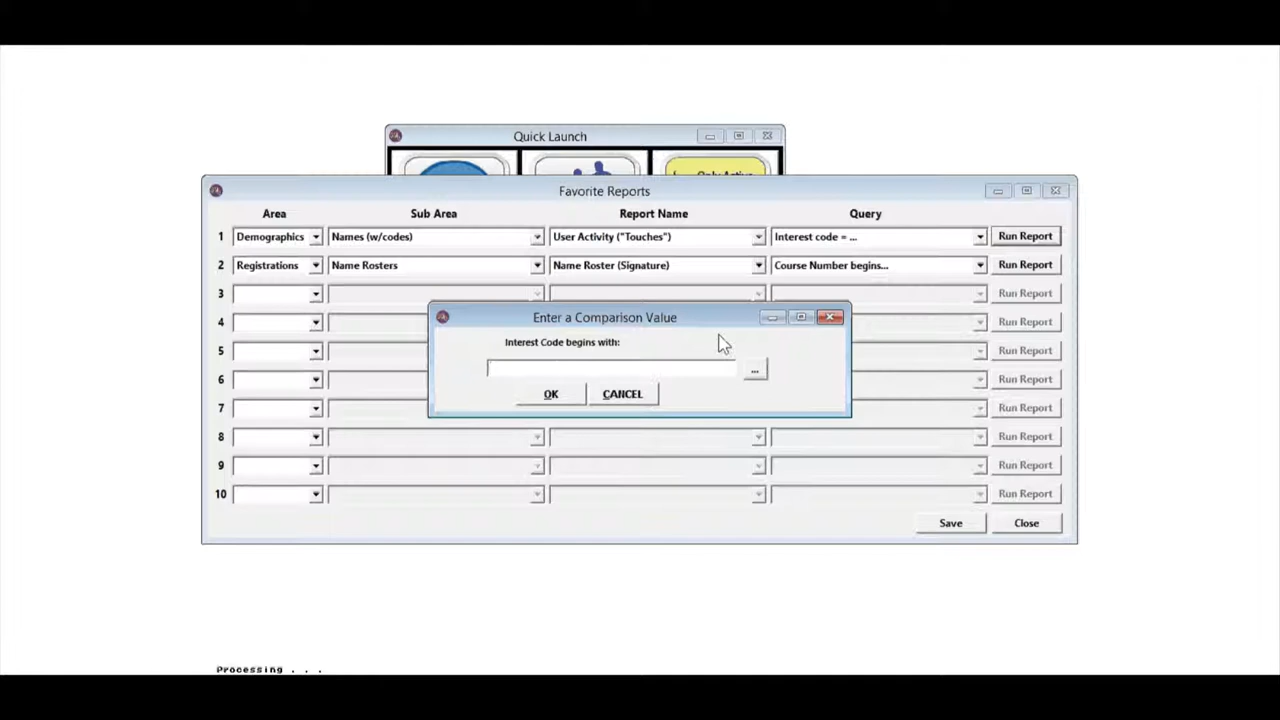 Quick Launch
Only Active
Favorite Reports
Area Sub Area Report Name Query
1 Demographics Names (w/codes) User Activity ("Touches") Interest code = ... Run Report
2 Registrations Name Rosters Name Roster (Signature) Course Number begins... Run Report
3 Run Report
4 Run Report
5 Run Report
6 Run Report
7 Run Report
8 Run Report
9 Run Report
10 Run Report
Enter a Comparison Value
Interest Code begins with:
...
OK CANCEL
Save Close
Processing . . .